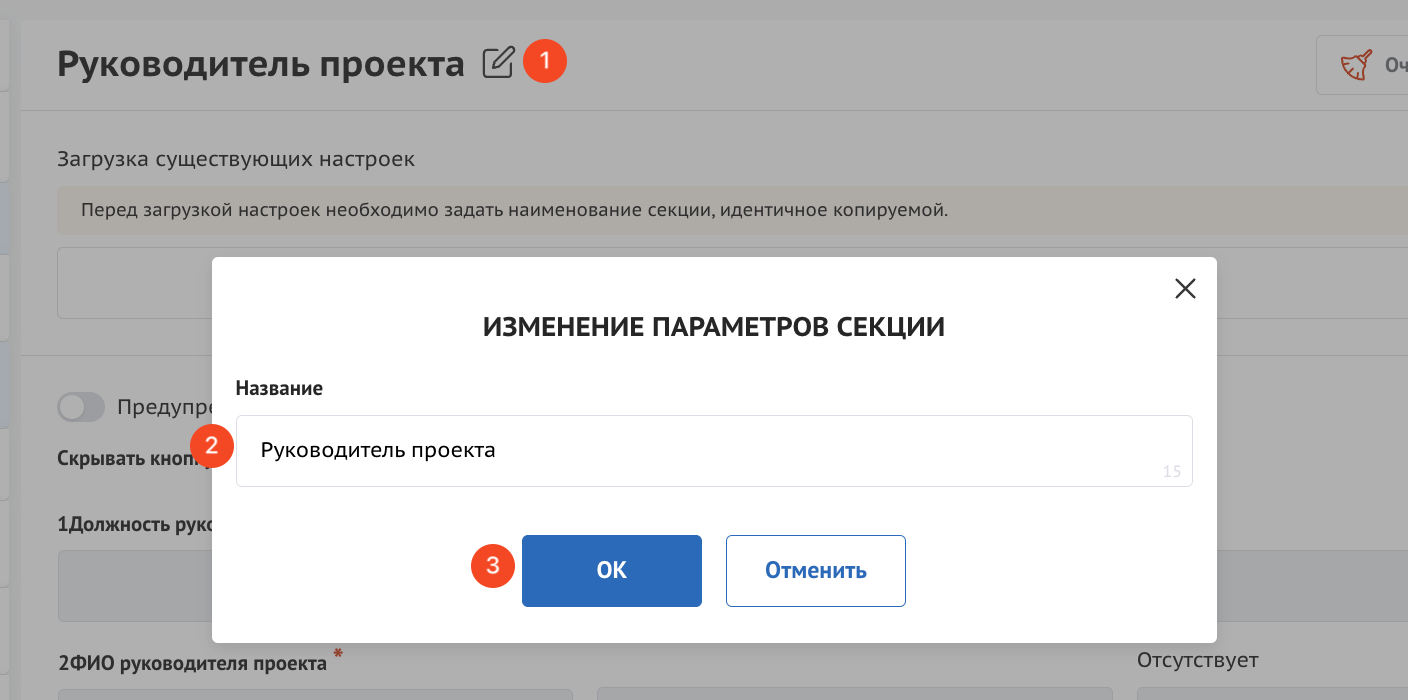 Руководитель проекта 1
Оч
Загрузка существующих настроек
Перед загрузкой настроек необходимо задать наименование секции, идентичное копируемой.
ИЗМЕНЕНИЕ ПАРАМЕТРОВ СЕКЦИИ
Название
Предупре
2 Руководитель проекта
15
Скрывать кноп
1Должность руко
3 ОК Отменить
2ФИО руководителя проекта *
Отсутствует